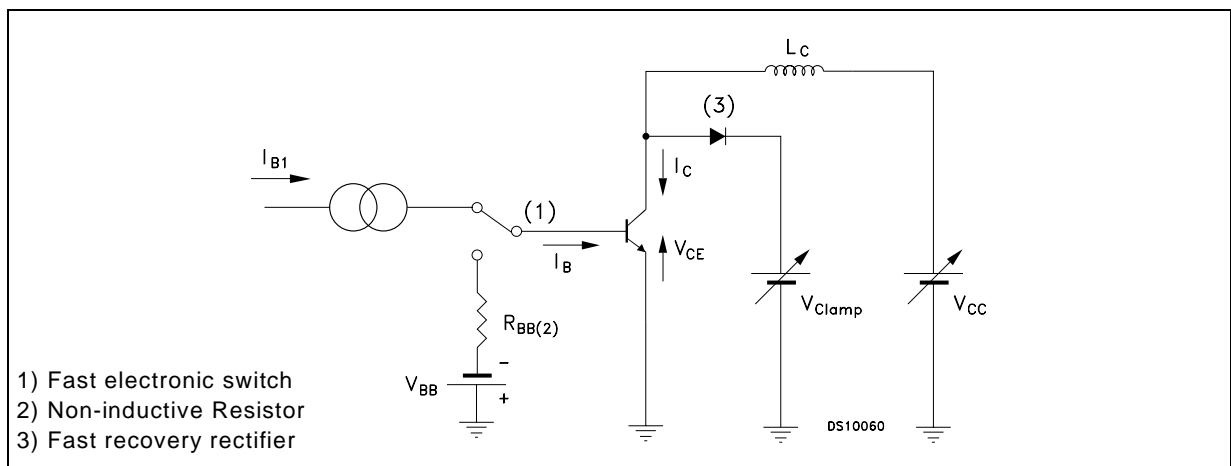 L_C
(3)
I_B1
I_C
(1)
V_CE
I_B
V_Clamp
V_CC
R_BB(2)
-
V_BB
+
1) Fast electronic switch
2) Non-inductive Resistor
3) Fast recovery rectifier
DS10060